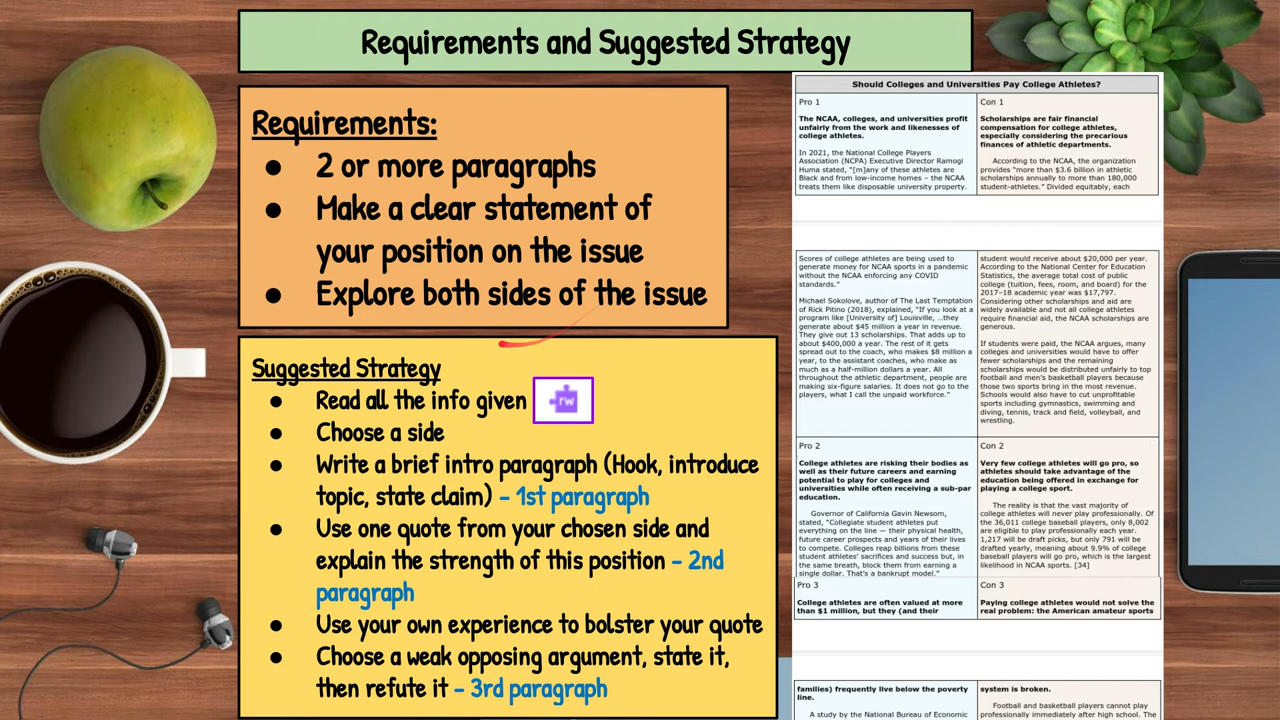 Requirements and Suggested Strategy
Requirements:
● 2 or more paragraphs
● Make a clear statement of
your position on the issue
● Explore both sides of the issue
Suggested Strategy
● Read all the info given
rw
● Choose a side
● Write a brief intro paragraph (Hook, introduce
topic, state claim) - 1st paragraph
● Use one quote from your chosen side and
explain the strength of this position - 2nd
paragraph
● Use your own experience to bolster your quote
● Choose a weak opposing argument, state it,
then refute it - 3rd paragraph
Should Colleges and Universities Pay College Athletes?
Pro 1
The NCAA, colleges, and universities profit
unfairly from the work and likenesses of
college athletes.
In 2021, the National College Players
Association (NCPA) Executive Director Ramogi
Huma stated, “[m]any of these athletes are
Black and from low-income homes – the NCAA
treats them like disposable university property.
Con 1
Scholarships are fair financial
compensation for college athletes,
especially considering the precarious
finances of athletic departments.
According to the NCAA, the organization
provides “more than $3.6 billion in athletic
scholarships annually to more than 180,000
student-athletes.” Divided equitably, each
Scores of college athletes are being used to
generate money for NCAA sports in a pandemic
without the NCAA enforcing any COVID
standards.”
Michael Sokolove, author of The Last Temptation
of Rick Pitino (2018), explained, “If you look at a
program like [University of] Louisville, …they
generate about $45 million a year in revenue.
They give out 13 scholarships. That adds up to
about $400,000 a year. The rest of it gets
spread out to the coach, who makes $8 million a
year, to the assistant coaches, who make as
much as a half-million dollars a year. All
throughout the athletic department, people are
making six-figure salaries. It does not go to the
players, what I call the unpaid workforce.”
student would receive about $20,000 per year.
According to the National Center for Education
Statistics, the average total cost of public
college (tuition, fees, room, and board) for the
2017–18 academic year was $17,797.
Considering other scholarships and aid are
widely available and not all college athletes
require financial aid, the NCAA scholarships are
generous.
If students were paid, the NCAA argues, many
colleges and universities would have to offer
fewer scholarships and the remaining
scholarships would be distributed unfairly to top
football and men’s basketball players because
those two sports bring in the most revenue.
Schools would also have to cut unprofitable
sports including gymnastics, swimming and
diving, tennis, track and field, volleyball, and
wrestling.
Pro 2
College athletes are risking their bodies as
well as their future careers and earning
potential to play for colleges and
universities while often receiving a sub-par
education.
Governor of California Gavin Newsom,
stated, “Collegiate student athletes put
everything on the line — their physical health,
future career prospects and years of their lives
to compete. Colleges reap billions from these
student athletes’ sacrifices and success but, in
the same breath, block them from earning a
single dollar. That’s a bankrupt model.”
Con 2
Very few college athletes will go pro, so
athletes should take advantage of the
education being offered in exchange for
playing a college sport.
The reality is that the vast majority of
college athletes will never play professionally. Of
the 36,011 college baseball players, only 8,002
are eligible to play professionally each year.
1,217 will be draft picks, but only 791 will be
drafted yearly, meaning about 9.9% of college
baseball players will go pro, which is the largest
likelihood in NCAA sports. [34]
Pro 3
College athletes are often valued at more
than $1 million, but they (and their
Con 3
Paying college athletes would not solve the
real problem: the American amateur sports
families) frequently live below the poverty
line.
A study by the National Bureau of Economic
system is broken.
Football and basketball players cannot play
professionally immediately after high school. The